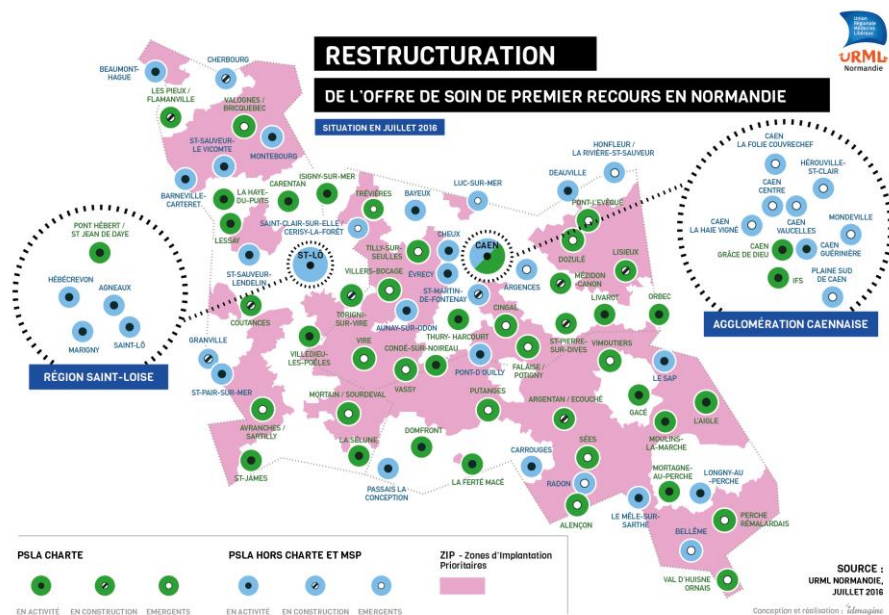 RESTRUCTURATION
DE L'OFFRE DE SOIN DE PREMIER RECOURS EN NORMANDIE
SITUATION EN JUILLET 2016
Union
Régionale
Médecins
Libéraux
URML
Normandie
BEAUMONT-
HAGUE
CHERBOURG
LES PIEUX /
FLAMANVILLE
VALOGNES /
BRICQUEBEC
ST-SAUVEUR-
LE VICOMTE
MONTEBOURG
BARNEVILLE-
CARTERET
LA HAYE-
DU-PUITS
CARENTAN
ISIGNY-SUR-MER
LESSAY
TRÉVIÈRES
BAYEUX
LUC-SUR-MER
DEAUVILLE
HONFLEUR /
LA RIVIÈRE-ST-SAUVEUR
PONT-L'EVÊQUE
SAINT-CLAIR-SUR-ELLE /
CERISY-LA-FORÊT
TILLY-SUR-
SEULLES
CHEUX
CAEN
DOZULÉ
LISIEUX
ST-LÔ
ST-SAUVEUR-
LENDELIN
VILLERS-BOCAGE
ÉVRECY
ST-MARTIN-
DE-FONTENAY
ARGENCES
MÉZIDON-
CANON
LIVAROT
ORBEC
COUTANCES
TORIGNI-
SUR-VIRE
AUNAY-SUR-ODON
THURY- HARCOURT
CINGAL
ST-PIERRE-
SUR-DIVES
GRANVILLE
VILLEDIEU-
LES-POÊLES
VIRE
CONDÉ-SUR-NOIREAU
VASSY
PONT-D'OUILLY
FALAISE /
POTIGNY
VIMOUTIERS
LE SAP
ST-PAIR-SUR-MER
AVRANCHES /
SARTILLY
MORTAIN / SOURDEVAL
PUTANGES
ARGENTAN / ECOUCHÉ
GACÉ
L'AIGLE
MOULINS-
LA-MARCHE
ST-JAMES
LA SÉLUNE
DOMFRONT
PASSAIS LA
CONCEPTION
LA FERTÉ MACÉ
CARROUGES
SÉES
RADON
ALENÇON
MORTAGNE-
AU-PERCHE
LONGNY-AU
-PERCHE
LE MÊLE-SUR-
SARTHE
PERCHE
RÉMALARDAIS
BELLÊME
VAL D'HUISNE
ORNAIS
PONT HÉBERT /
ST JEAN DE DAYE
HÉBÉCREVON
AGNEAUX
MARIGNY
SAINT-LÔ
RÉGION SAINT-LOISE
CAEN
LA FOLIE COUVRECHEF
HÉROUVILLE-
ST-CLAIR
CAEN
CENTRE
CAEN
LA HAIE VIGNÉ
CAEN
VAUCELLES
MONDEVILLE
CAEN
GRÂCE DE DIEU
CAEN
GUÉRINIÈRE
IFS
PLAINE SUD
DE CAEN
AGGLOMÉRATION CAENNAISE
PSLA CHARTE
EN ACTIVITÉ
EN CONSTRUCTION
EMERGENTS
PSLA HORS CHARTE ET MSP
EN ACTIVITÉ
EN CONSTRUCTION
EMERGENTS
ZIP - Zones d'Implantation
Prioritaires
SOURCE :
URML NORMANDIE,
JUILLET 2016
Conception et réalisation : idmagine